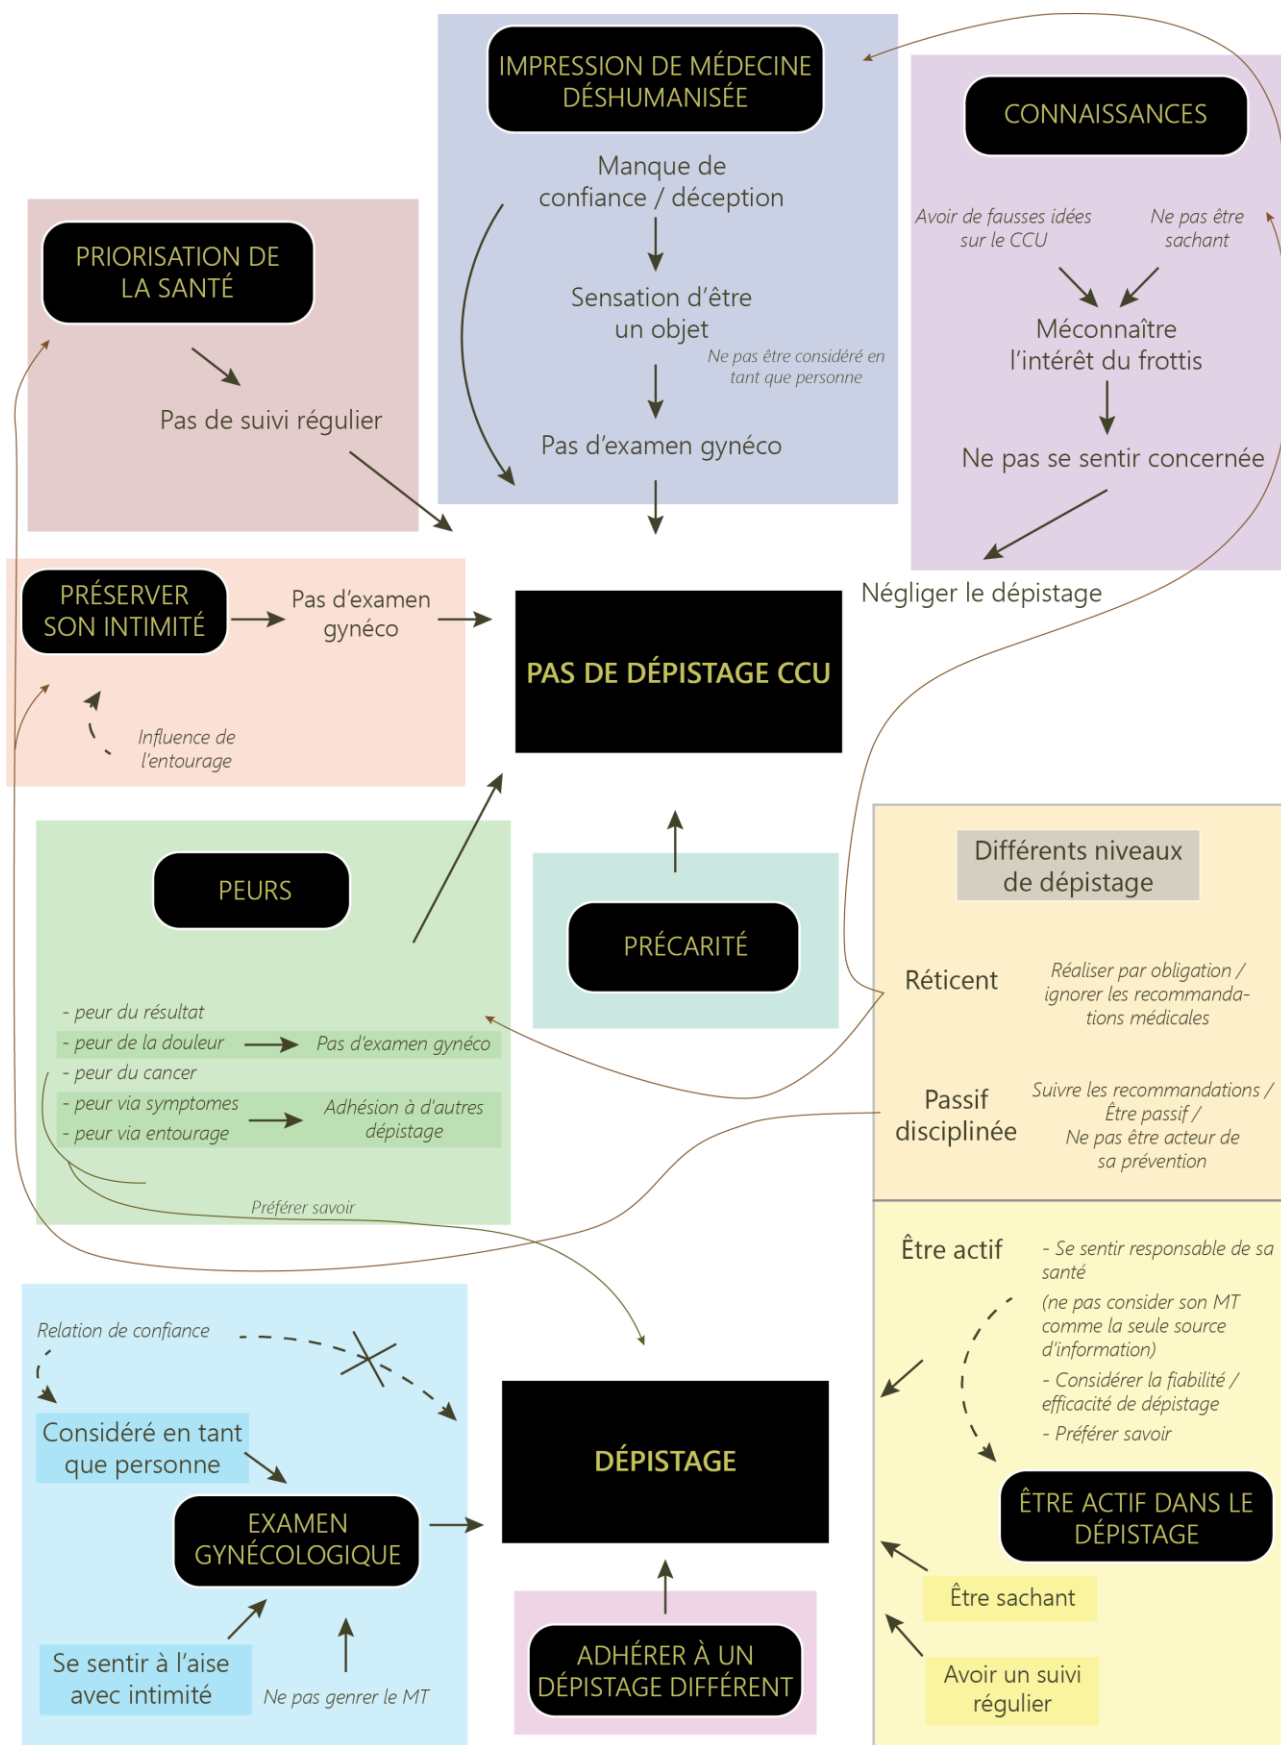 IMPRESSION DE MÉDECINE
DÉSHUMANISÉE
Manque de
confiance / déception
Sensation d'être
un objet
Ne pas être considéré en
tant que personne
Pas d'examen gynéco
CONNAISSANCES
Avoir de fausses idées
sur le CCU
Ne pas être
sachant
Méconnaître
l'intérêt du frottis
Ne pas se sentir concernée
Négliger le dépistage
PRIORISATION DE
LA SANTÉ
Pas de suivi régulier
PRÉSERVER
SON INTIMITÉ
Pas d'examen
gynéco
Influence de
l'entourage
PAS DE DÉPISTAGE CCU
PEURS
- peur du résultat
- peur de la douleur
Pas d'examen gynéco
- peur du cancer
- peur via symptomes
- peur via entourage
Adhésion à d'autres
dépistage
Préférer savoir
PRÉCARITÉ
Différents niveaux
de dépistage
Réticent
Réaliser par obligation /
ignorer les recommanda-
tions médicales
Passif
disciplinée
Suivre les recommandations /
Être passif /
Ne pas être acteur de
sa prévention
Être actif
- Se sentir responsable de sa
santé
(ne pas consider son MT
comme la seule source
d'information)
- Considérer la fiabilité /
efficacité de dépistage
- Préférer savoir
ÊTRE ACTIF DANS LE
DÉPISTAGE
Être sachant
Avoir un suivi
régulier
Relation de confiance
Considéré en tant
que personne
EXAMEN
GYNÉCOLOGIQUE
Se sentir à l'aise
avec intimité
Ne pas genrer le MT
DÉPISTAGE
ADHÉRER À UN
DÉPISTAGE DIFFÉRENT